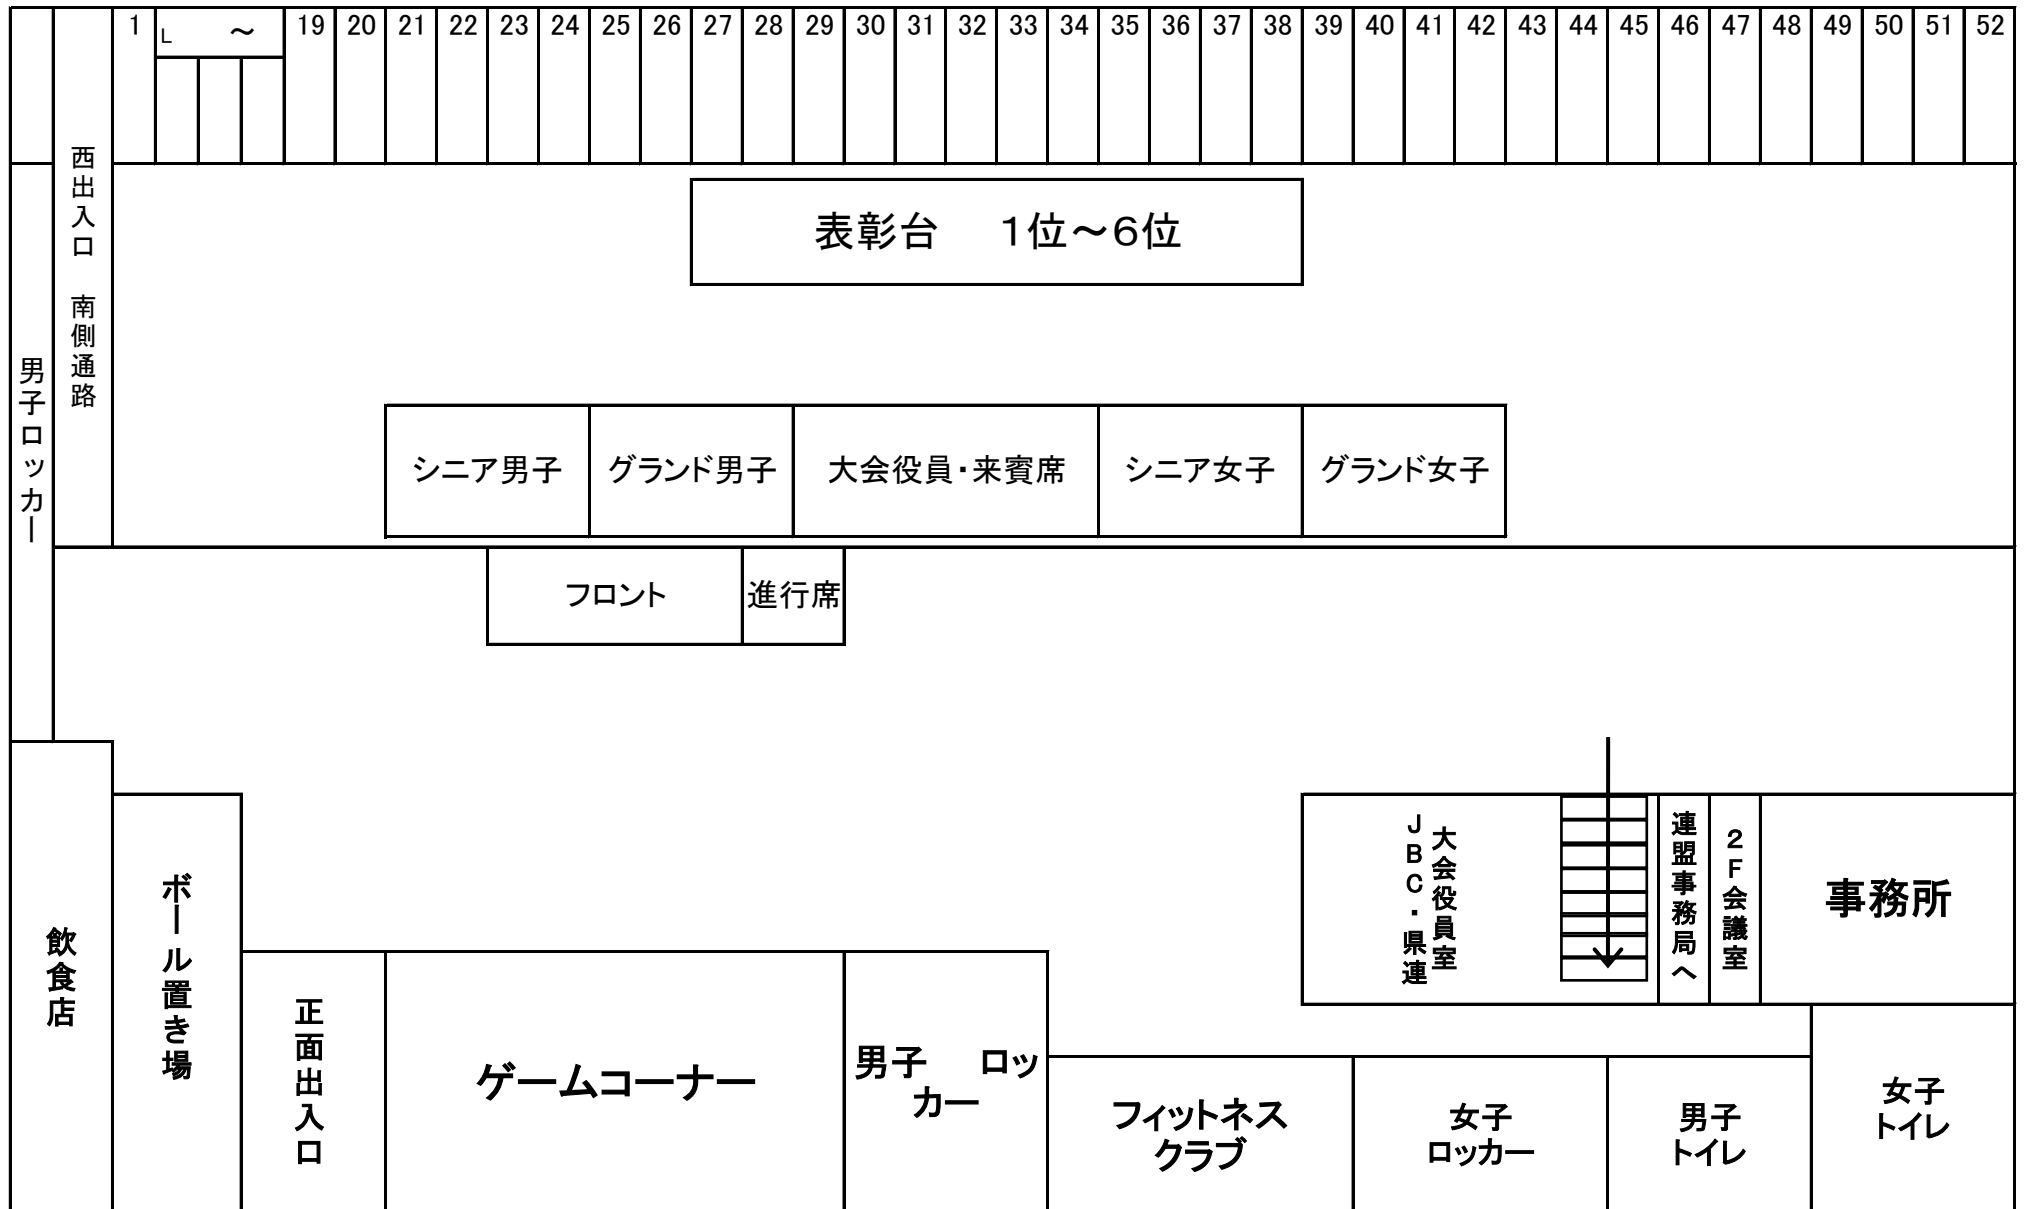 1 L ～ 19 20 21 22 23 24 25 26 27 28 29 30 31 32 33 34 35 36 37 38 39 40 41 42 43 44 45 46 47 48 49 50 51 52
西出入口　南側通路
男子ロッカー
表彰台　1位～6位
シニア男子
グランド男子
大会役員・来賓席
シニア女子
グランド女子
フロント
進行席
飲食店
ボール置き場
正面出入口
ゲームコーナー
男子　ロッ
カー
大会役員室
JBC・県連
連盟事務局へ
2F会議室
事務所
フィットネス
クラブ
女子
ロッカー
男子
トイレ
女子
トイレ